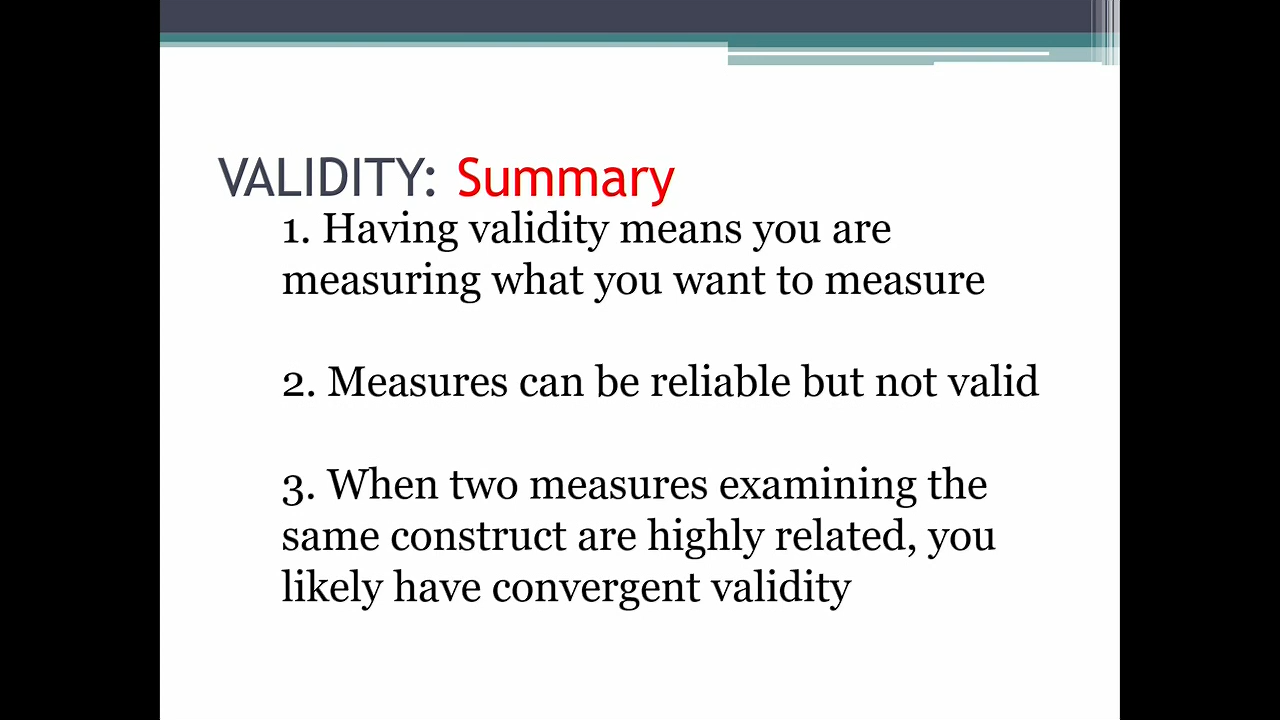 VALIDITY: Summary
1. Having validity means you are
measuring what you want to measure
2. Measures can be reliable but not valid
3. When two measures examining the
same construct are highly related, you
likely have convergent validity